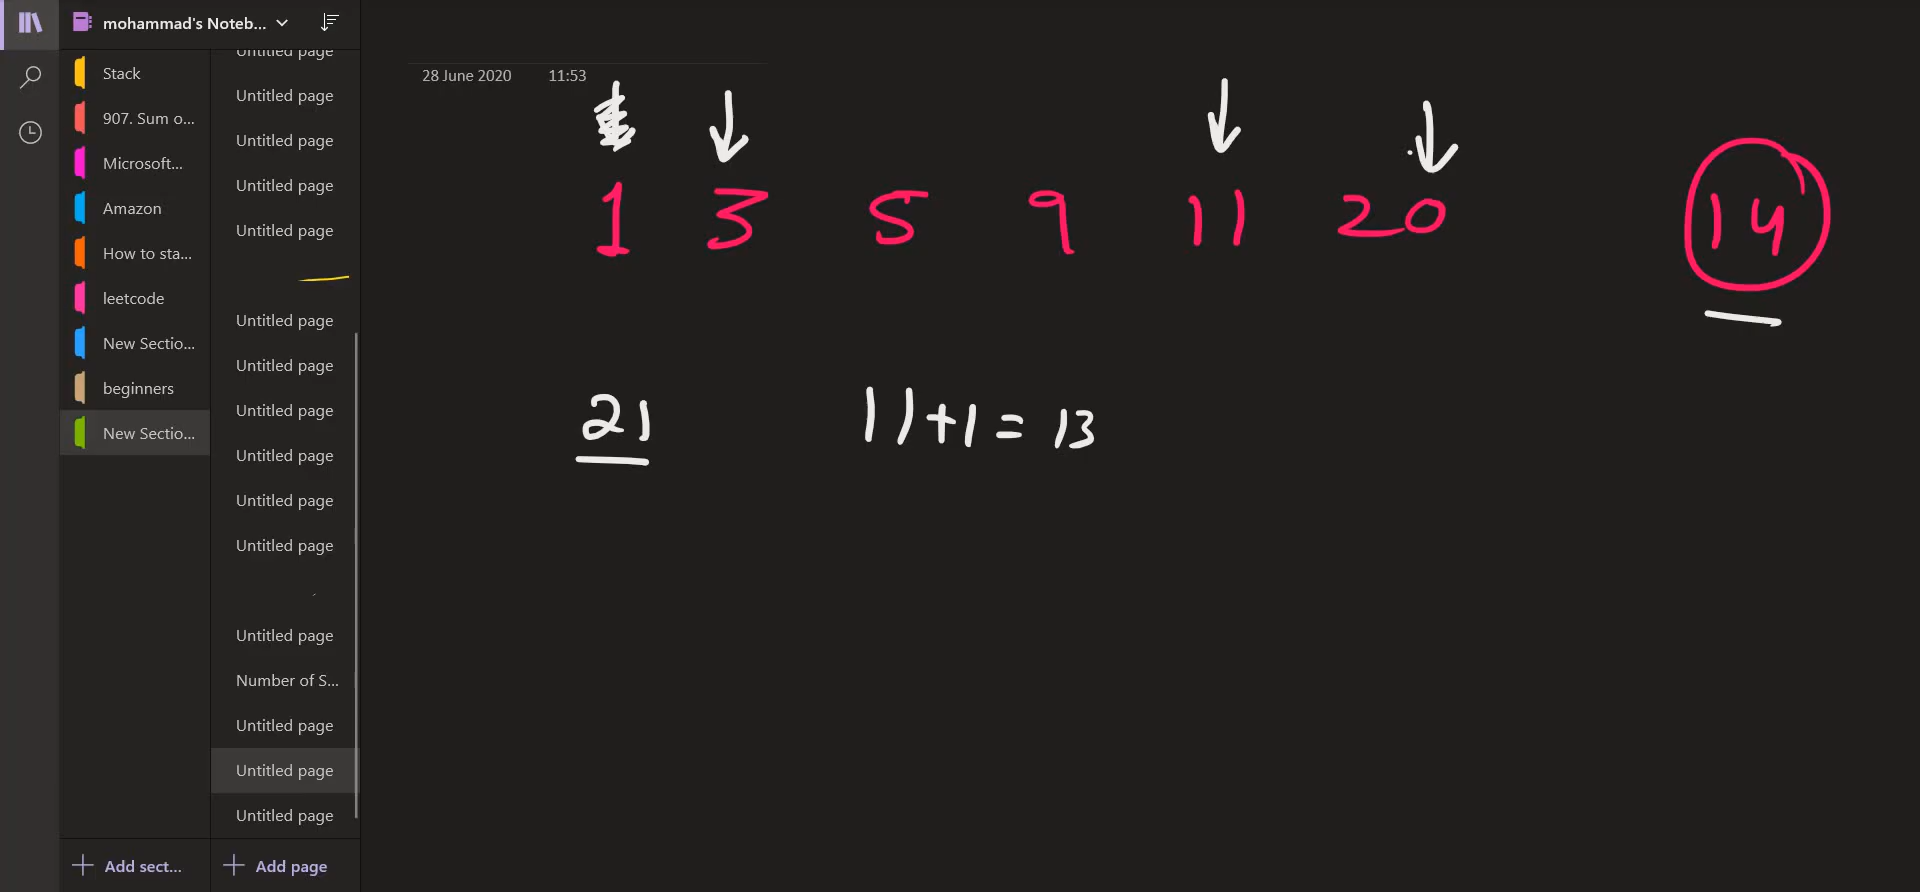 mohammad's Noteb...
Stack
907. Sum o...
Microsoft...
Amazon
How to sta...
leetcode
New Sectio...
beginners
New Sectio...
Add sect...
Untitled page
Untitled page
Untitled page
Untitled page
Untitled page
Untitled page
Untitled page
Untitled page
Untitled page
Untitled page
Untitled page
Untitled page
Number of S...
Untitled page
Untitled page
Untitled page
Add page
28 June 2020 11:53
1 3 5 9 11 20 14
21 11+1 = 13